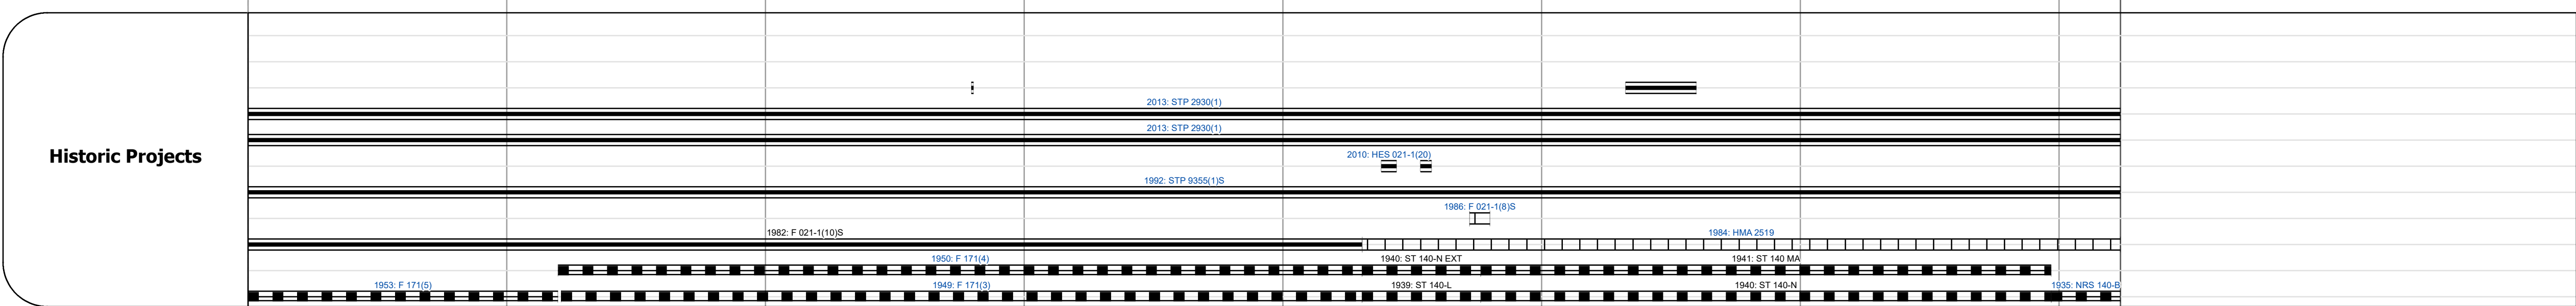 2013: STP 2930(1)
2013: STP 2930(1)
Historic Projects
2010: HES 021-1(20)
1992: STP 9355(1)S
1986: F 021-1(8)S
1982: F 021-1(10)S 1984: HMA 2519
1950: F 171(4) 1940: ST 140-N EXT 1941: ST 140 MA
1953: F 171(5) 1949: F 171(3) 1939: ST 140-L 1940: ST 140-N 1935: NRS 140-B